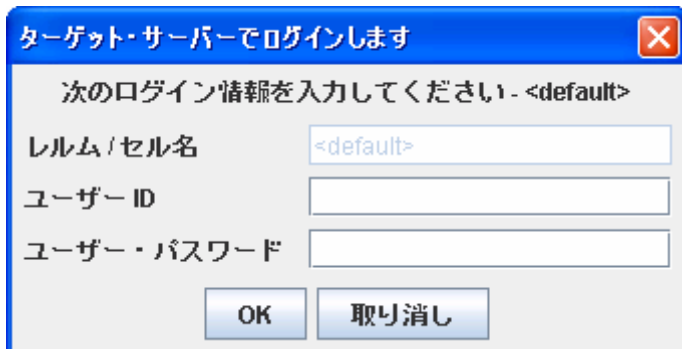 ターゲット・サーバーでログインします
次のログイン情報を入力してください - <default>
レルム/セル名 <default>
ユーザー ID
ユーザー・パスワード
OK 取り消し